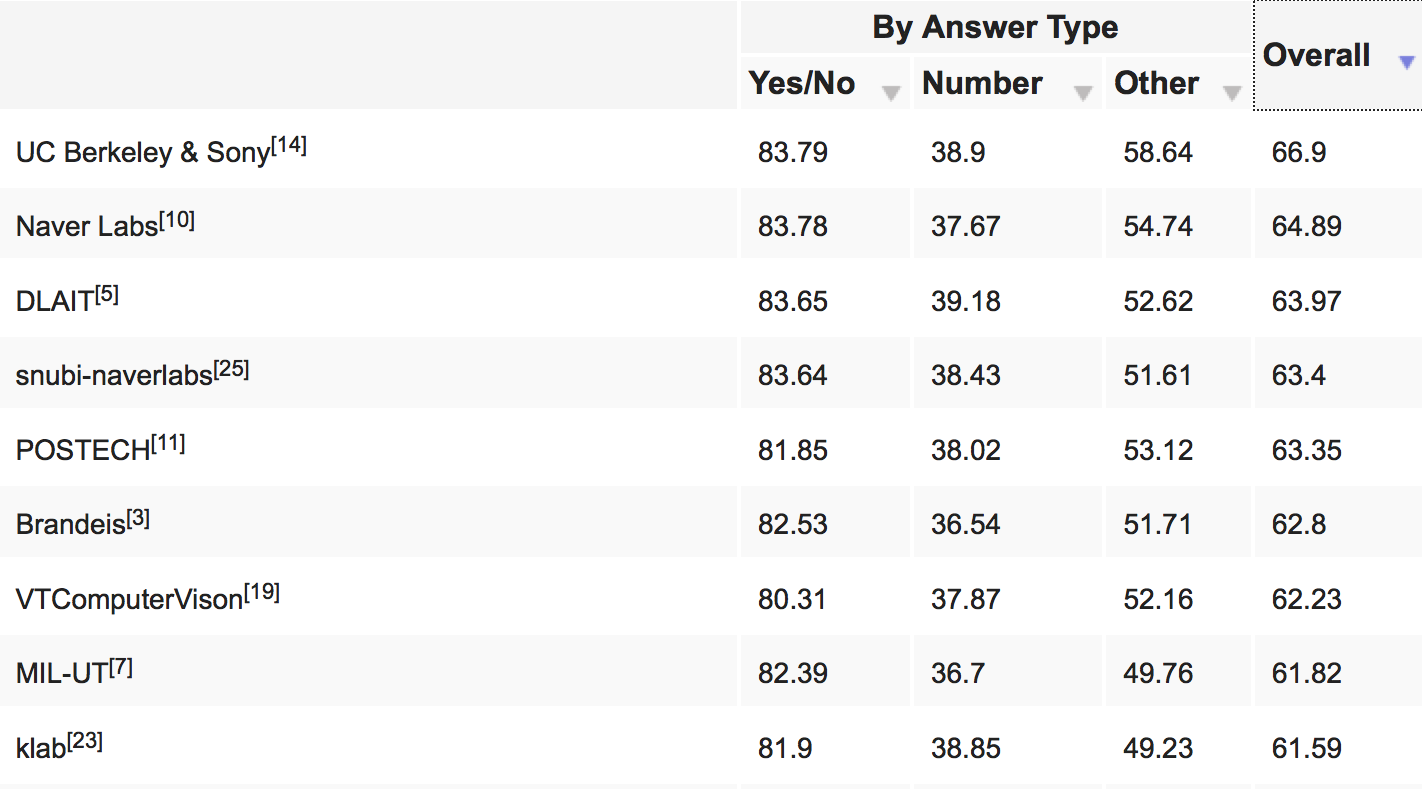 By Answer Type
Overall
Yes/No Number Other
UC Berkeley & Sony[14] 83.79 38.9 58.64 66.9
Naver Labs[10] 83.78 37.67 54.74 64.89
DLAIT[5] 83.65 39.18 52.62 63.97
snubi-naverlabs[25] 83.64 38.43 51.61 63.4
POSTECH[11] 81.85 38.02 53.12 63.35
Brandeis[3] 82.53 36.54 51.71 62.8
VTComputerVison[19] 80.31 37.87 52.16 62.23
MIL-UT[7] 82.39 36.7 49.76 61.82
klab[23] 81.9 38.85 49.23 61.59